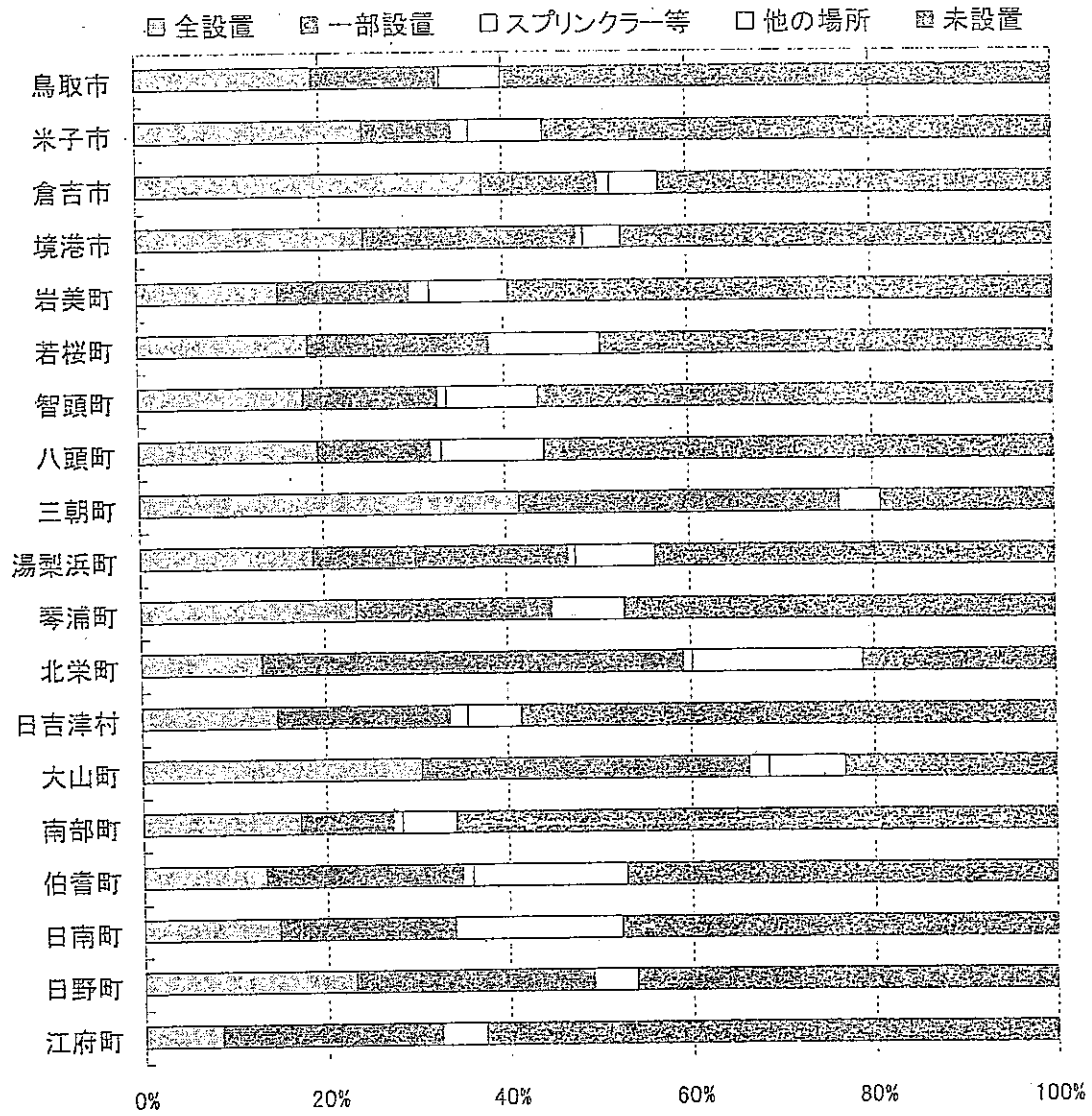 全設置 一部設置 スプリンクラー等 他の場所 未設置
鳥取市
米子市
倉吉市
境港市
岩美町
若桜町
智頭町
八頭町
三朝町
湯梨浜町
琴浦町
北栄町
日吉津村
大山町
南部町
伯耆町
日南町
日野町
江府町
0% 20% 40% 60% 80% 100%